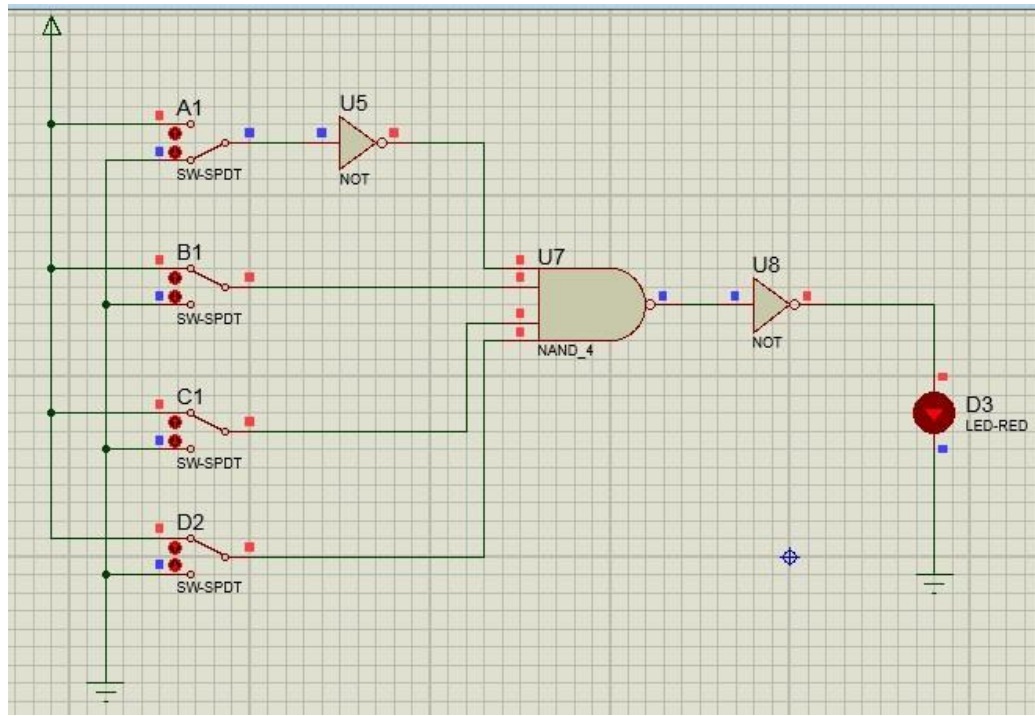 A1
SW-SPDT
U5
NOT
B1
SW-SPDT
U7
NAND_4
U8
NOT
C1
SW-SPDT
D3
LED-RED
D2
SW-SPDT